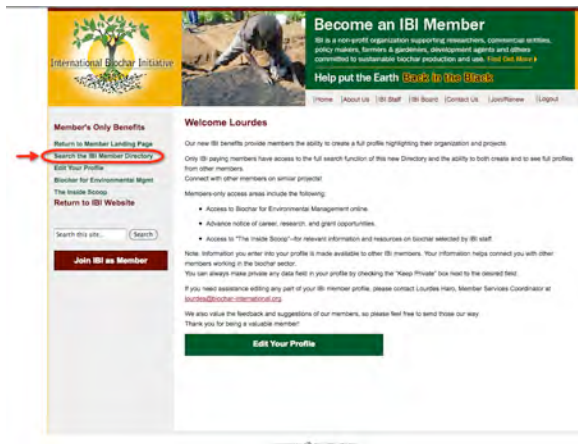 International Biochar Initiative
Become an IBI Member
IBI is a non-profit organization supporting researchers, commercial entities,
policy makers, farmers & gardeners, development agents and others
committed to sustainable biochar production and use. Find Out More
Help put the Earth Back in the Black
|Home |About Us |IBI Staff |IBI Board |Contact Us |Join/Renew |Logout
Member's Only Benefits
Return to Member Landing Page
Search the IBI Member Directory
Edit Your Profile
Biochar for Environmental Mgmt
The Inside Scoop
Return to IBI Website
Search this site...
Search
Join IBI as Member
Welcome Lourdes
Our new IBI benefits provide members the ability to create a full profile highlighting their organization and projects.
Only IBI paying members have access to the full search function of this new Directory and the ability to both create and to see full profiles
from other members.
Connect with other members on similar projects!
Members-only access areas include the following:
• Access to Biochar for Environmental Management online.
• Advance notice of career, research, and grant opportunities.
• Access to "The Inside Scoop"--for relevant information and resources on biochar selected by IBI staff.
Note: Information you enter into your profile is made available to other IBI members. Your information helps connect you with other
members working in the biochar sector.
You can always make private any data field in your profile by checking the "Keep Private" box next to the desired field.
If you need assistance editing any part of your IBI member profile, please contact Lourdes Haro, Member Services Coordinator at
lourdes@biochar-international.org.
We also value the feedback and suggestions of our members, so please feel free to send those our way.
Thank you for being a valuable member!
Edit Your Profile